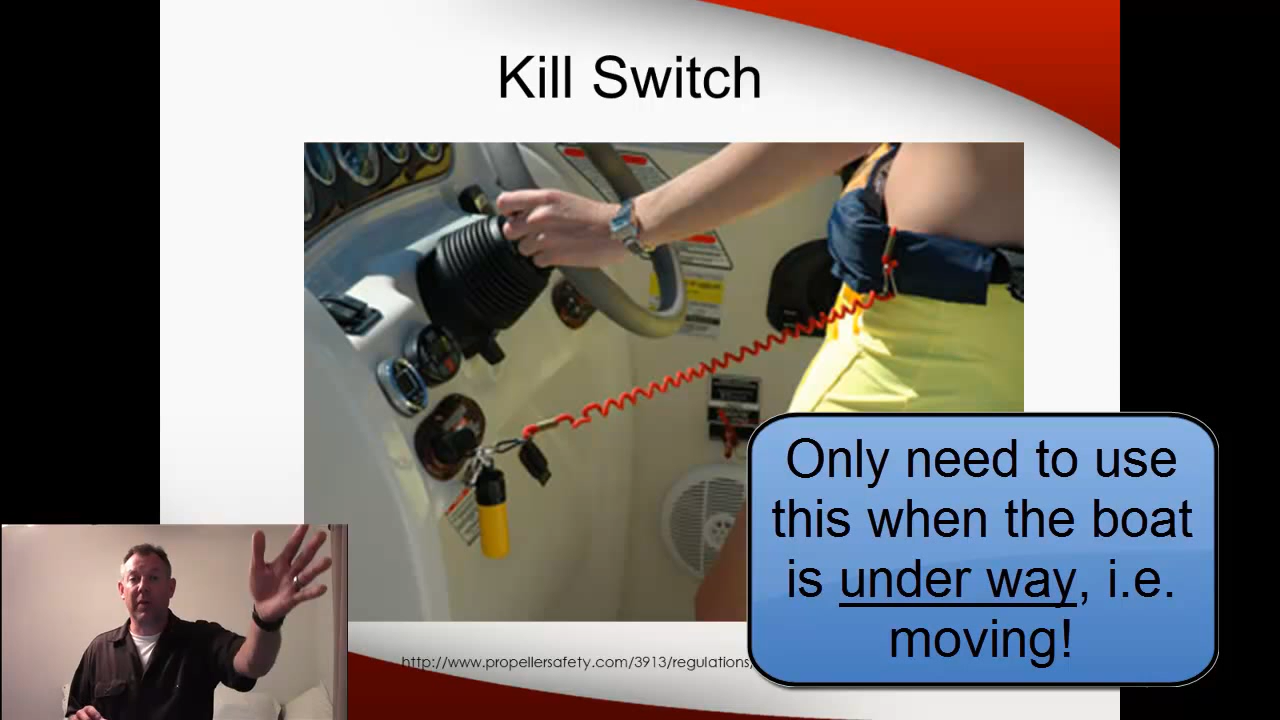 Kill Switch
Only need to use
this when the boat
is under way, i.e.
moving!
http://www.propellersafety.com/3913/regulations/